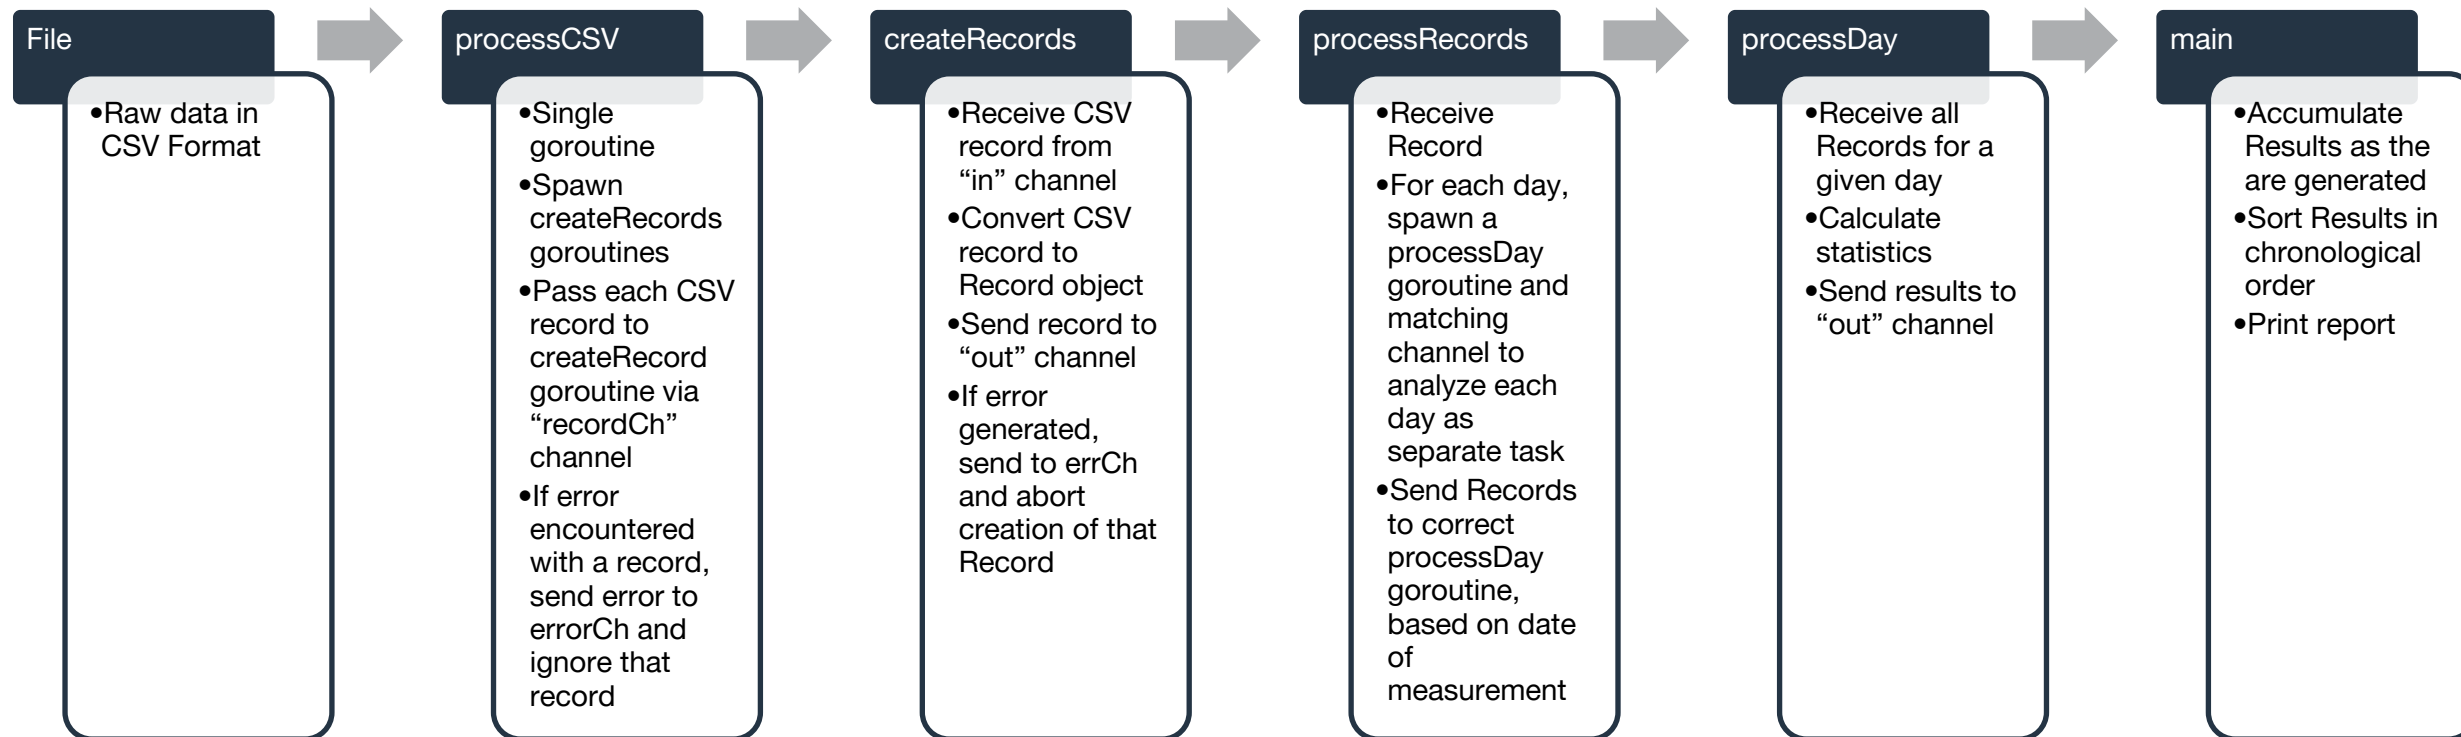 File
•Raw data in
CSV Format
processCSV
•Single
goroutine
•Spawn
createRecords
goroutines
•Pass each CSV
record to
createRecord
goroutine via
“recordCh”
channel
•If error
encountered
with a record,
send error to
errorCh and
ignore that
record
createRecords
•Receive CSV
record from
“in” channel
•Convert CSV
record to
Record object
•Send record to
“out” channel
•If error
generated,
send to errCh
and abort
creation of that
Record
processRecords
•Receive
Record
•For each day,
spawn a
processDay
goroutine and
matching
channel to
analyze each
day as
separate task
•Send Records
to correct
processDay
goroutine,
based on date
of
measurement
processDay
•Receive all
Records for a
given day
•Calculate
statistics
•Send results to
“out” channel
main
•Accumulate
Results as the
are generated
•Sort Results in
chronological
order
•Print report